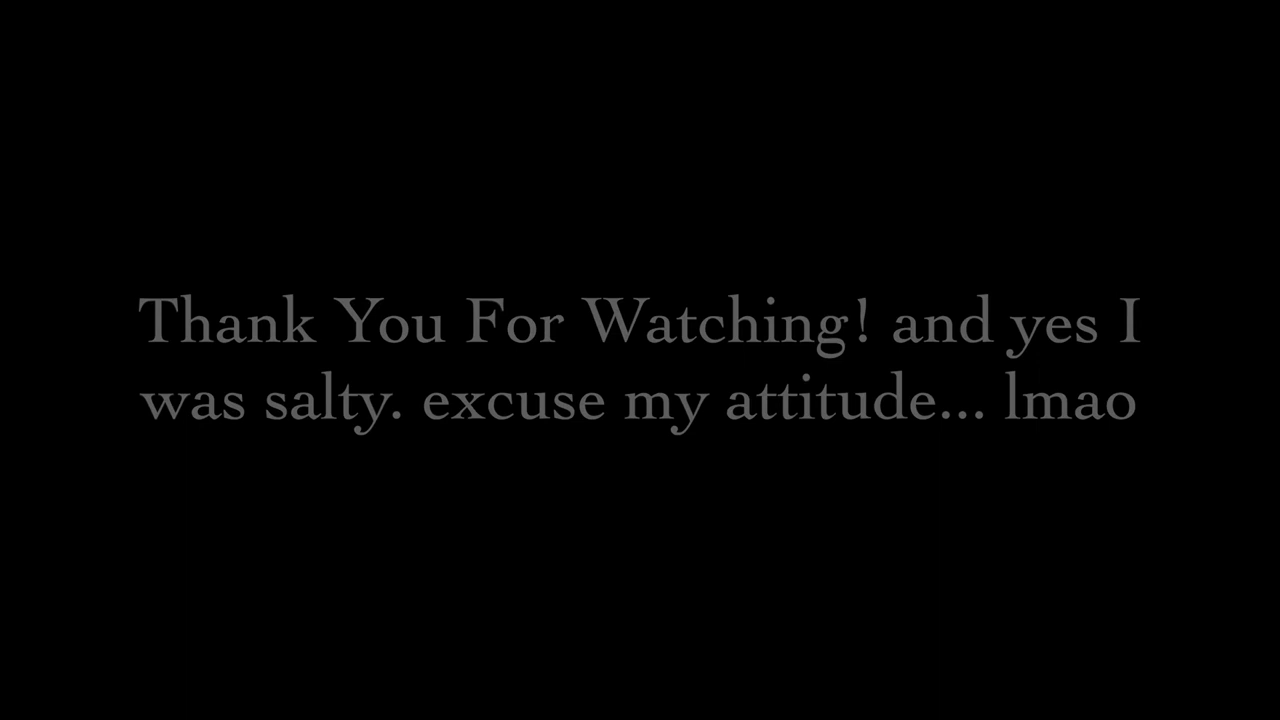 Thank You For Watching! and yes I
was salty. excuse my attitude... lmao